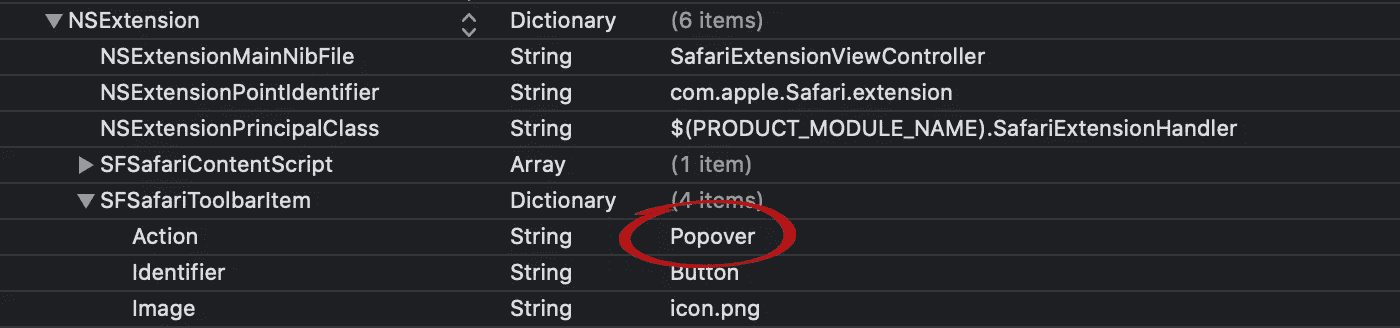 NSExtension Dictionary (6 items)
NSExtensionMainNibFile String SafariExtensionViewController
NSExtensionPointIdentifier String com.apple.Safari.extension
NSExtensionPrincipalClass String $(PRODUCT_MODULE_NAME).SafariExtensionHandler
SFSafariContentScript Array (1 item)
SFSafariToolbarItem Dictionary (4 items)
Action String Popover
Identifier String Button
Image String icon.png